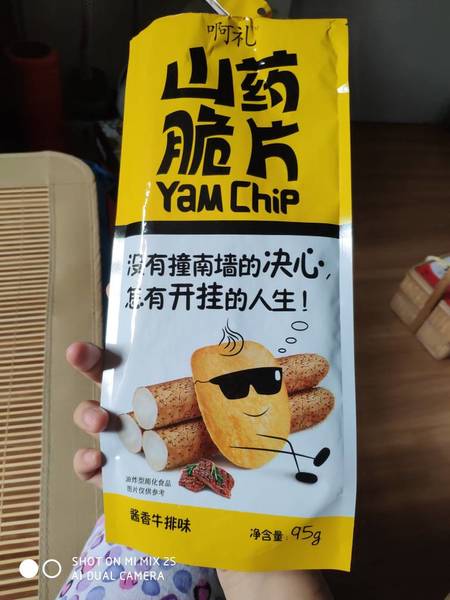 啊礼
山药
脆片
Yam Chip
没有撞南墙的决心,
怎有开挂的人生!
油炸型膨化食品
图片仅供参考
酱香牛排味
净含量: 95g
SHOT ON MI MIX 2S
AI DUAL CAMERA